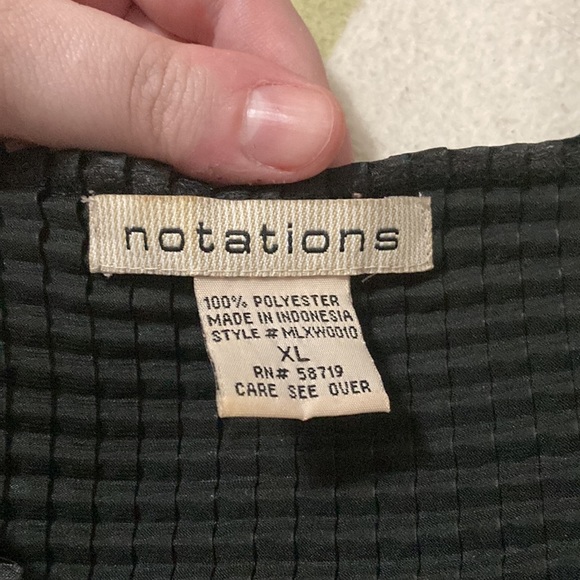 notations
100% POLYESTER
MADE IN INDONESIA
STYLE # MLXW0010
XL
RN# 58719
CARE SEE OVER